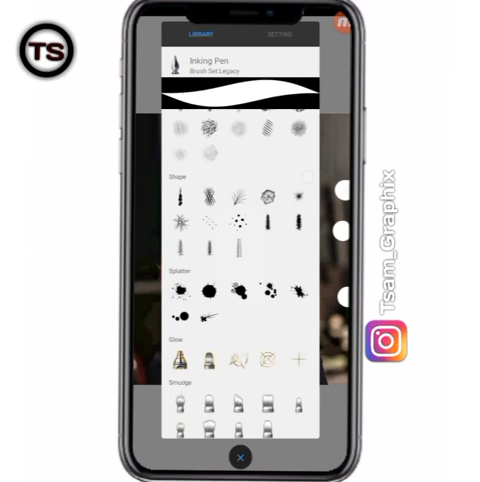 TS
LIBRARY SETTING
Inking Pen
Brush Set:Legacy
Shape
Splatter
Glow
Smudge
Tsam_Graphix